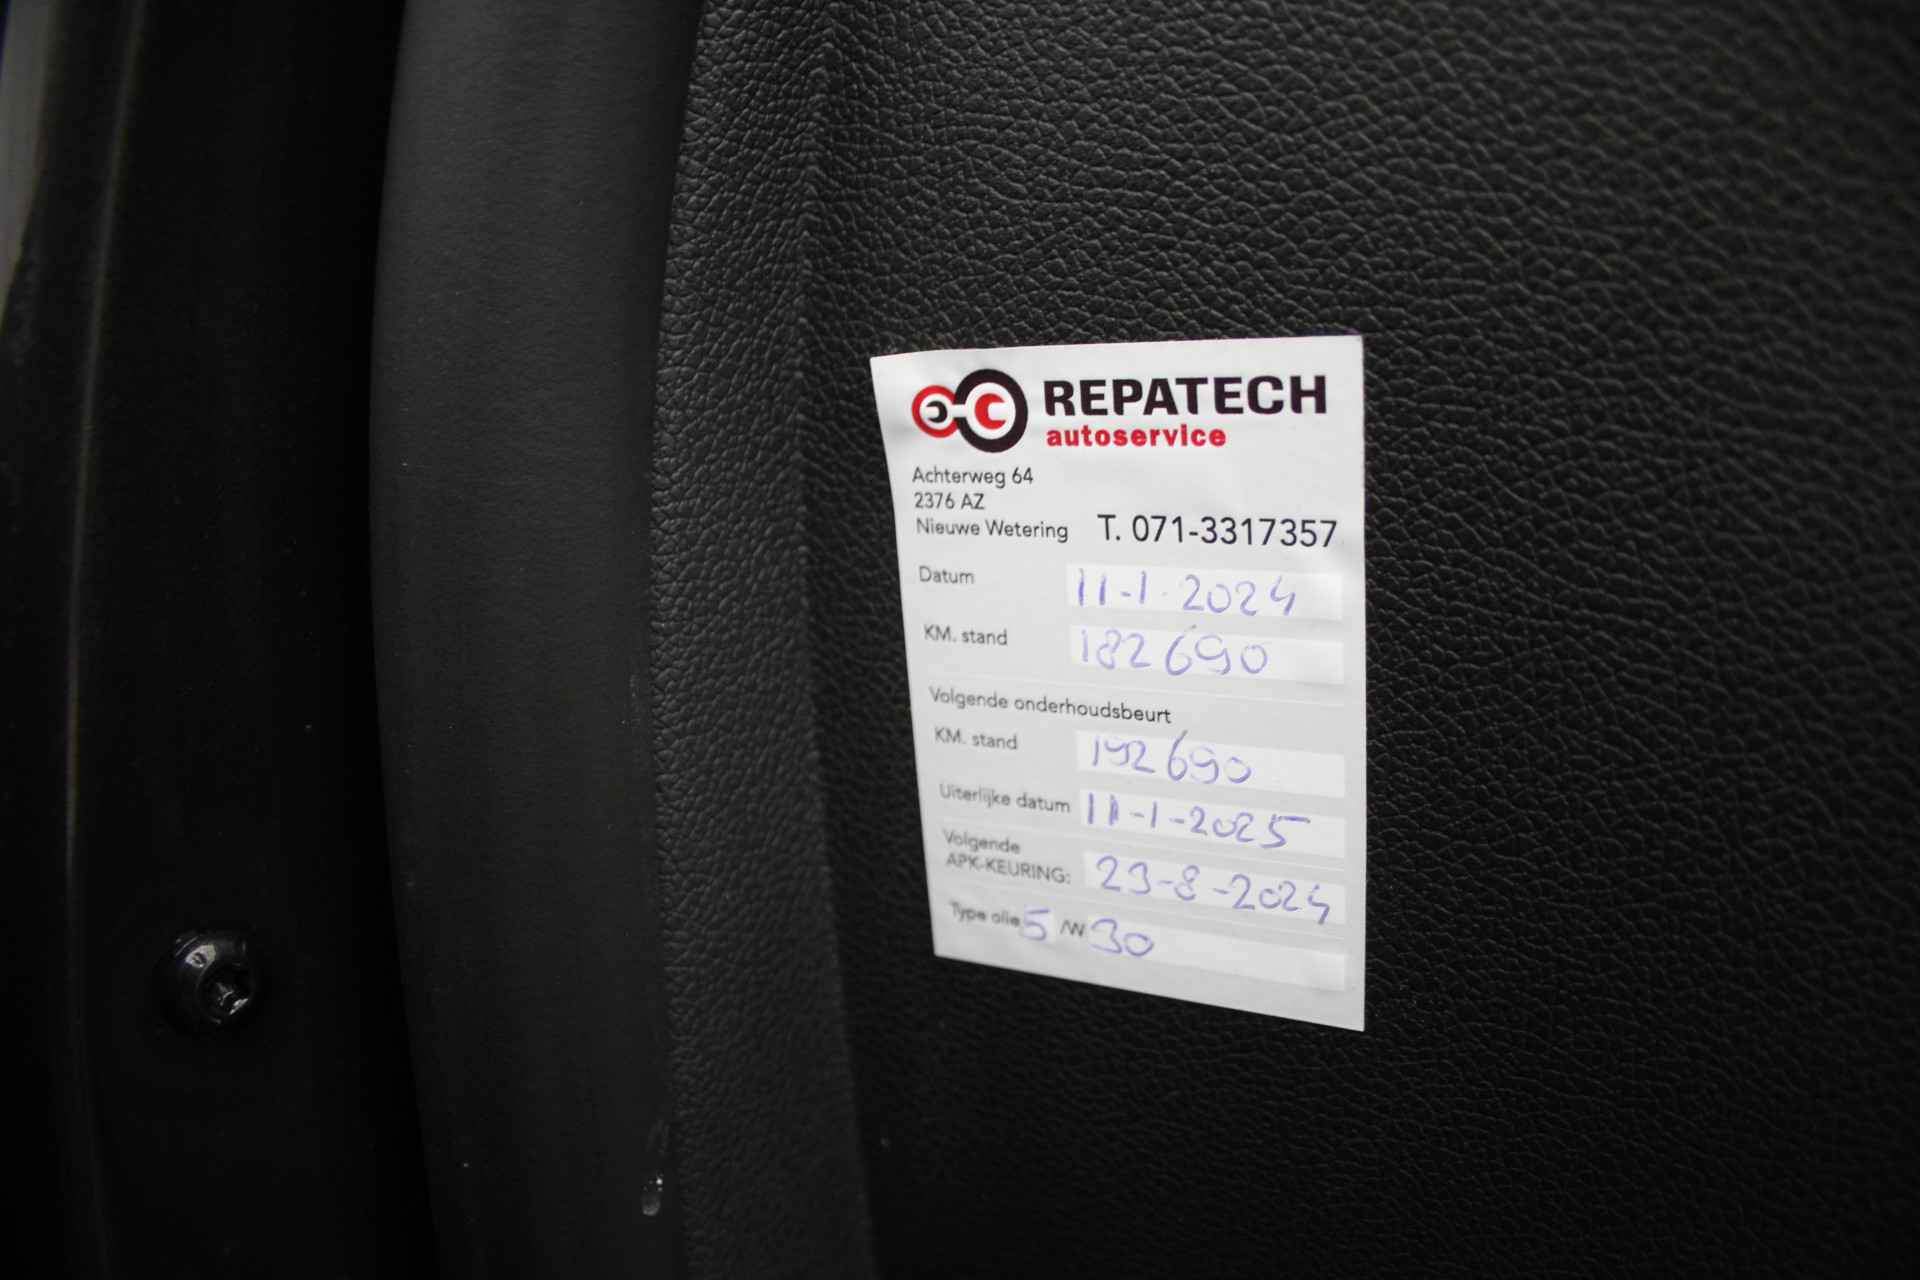 REPATECH
autoservice
Achterweg 64
2376 AZ
Nieuwe Wetering T. 071-3317357
Datum 11-1-2024
KM. stand 182690
Volgende onderhoudsbeurt
KM. stand 192690
Uiterlijke datum 11-1-2025
Volgende
APK-KEURING: 23-8-2024
Type olie 5 /W 30